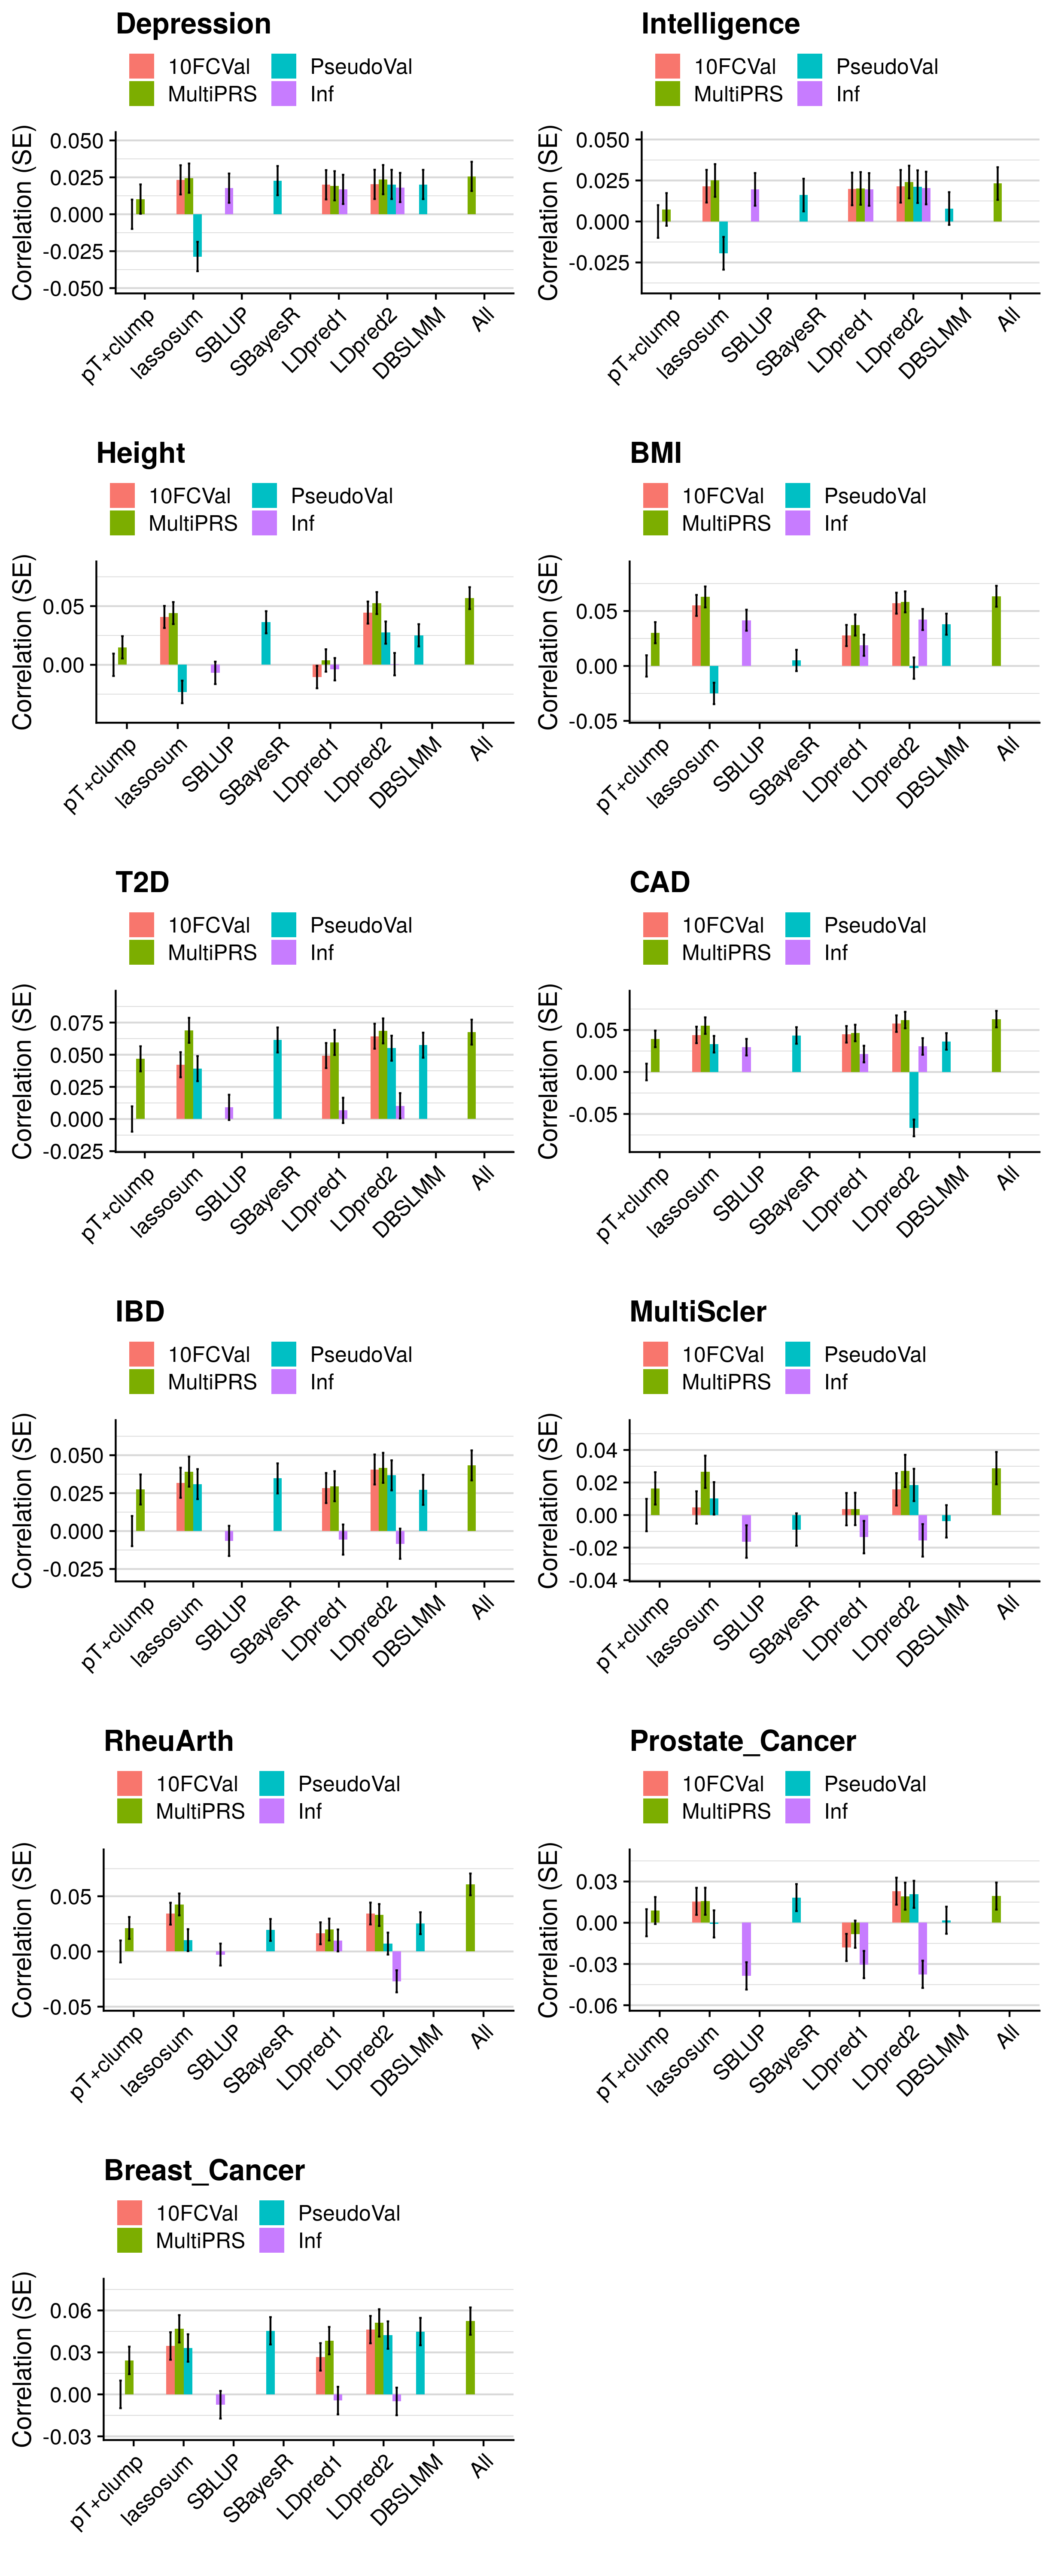 Depression
10FCVal PseudoVal
MultiPRS Inf
Correlation (SE)
0.050
0.025
0.000
-0.025
-0.050
pT+clump lassosum SBLUP SBayesR LDpred1 LDpred2 DBSLMM All
Intelligence
10FCVal PseudoVal
MultiPRS Inf
Correlation (SE)
0.050
0.025
0.000
-0.025
pT+clump lassosum SBLUP SBayesR LDpred1 LDpred2 DBSLMM All
Height
10FCVal PseudoVal
MultiPRS Inf
Correlation (SE)
0.05
0.00
pT+clump lassosum SBLUP SBayesR LDpred1 LDpred2 DBSLMM All
BMI
10FCVal PseudoVal
MultiPRS Inf
Correlation (SE)
0.05
0.00
-0.05
pT+clump lassosum SBLUP SBayesR LDpred1 LDpred2 DBSLMM All
T2D
10FCVal PseudoVal
MultiPRS Inf
Correlation (SE)
0.075
0.050
0.025
0.000
-0.025
pT+clump lassosum SBLUP SBayesR LDpred1 LDpred2 DBSLMM All
CAD
10FCVal PseudoVal
MultiPRS Inf
Correlation (SE)
0.05
0.00
-0.05
pT+clump lassosum SBLUP SBayesR LDpred1 LDpred2 DBSLMM All
IBD
10FCVal PseudoVal
MultiPRS Inf
Correlation (SE)
0.050
0.025
0.000
-0.025
pT+clump lassosum SBLUP SBayesR LDpred1 LDpred2 DBSLMM All
MultiScler
10FCVal PseudoVal
MultiPRS Inf
Correlation (SE)
0.04
0.02
0.00
-0.02
-0.04
pT+clump lassosum SBLUP SBayesR LDpred1 LDpred2 DBSLMM All
RheuArth
10FCVal PseudoVal
MultiPRS Inf
Correlation (SE)
0.05
0.00
-0.05
pT+clump lassosum SBLUP SBayesR LDpred1 LDpred2 DBSLMM All
Prostate_Cancer
10FCVal PseudoVal
MultiPRS Inf
Correlation (SE)
0.03
0.00
-0.03
-0.06
pT+clump lassosum SBLUP SBayesR LDpred1 LDpred2 DBSLMM All
Breast_Cancer
10FCVal PseudoVal
MultiPRS Inf
Correlation (SE)
0.06
0.03
0.00
-0.03
pT+clump lassosum SBLUP SBayesR LDpred1 LDpred2 DBSLMM All